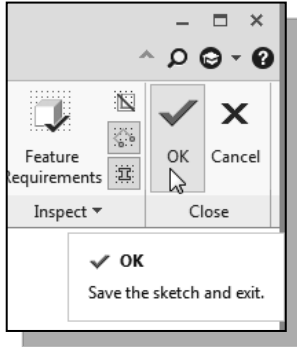 Feature
Requirements
OK
Cancel
Inspect
Close
OK
Save the sketch and exit.